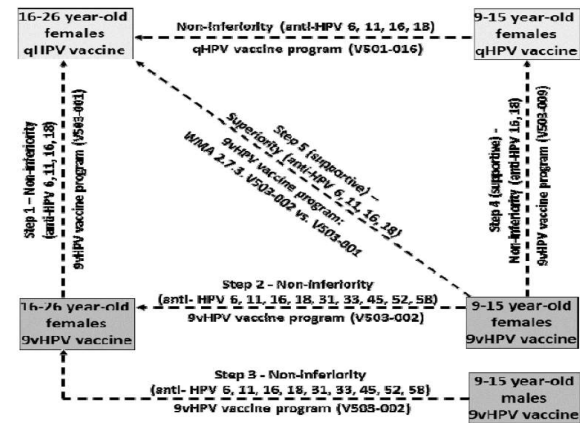 16-26 year-old
females
qHPV vaccine
Non-inferiority (anti-HPV 6, 11, 16, 18)
qHPV vaccine program (V501-016)
9-15 year-old
females
qHPV vaccine
Step 1 – Non-inferiority
(anti-HPV 6,11,16,18)
9vHPV vaccine program (V503-001)
Step 5 (supportive) –
Superiority (anti-HPV 6, 11, 16, 18)
9vHPV vaccine program:
WMA 2.7.3. V503-002 vs. V503-001
Step 4 (supportive) –
Non-inferiority (anti-HPV 16, 18)
9vHPV vaccine program (V503-009)
16-26 year-old
females
9vHPV vaccine
Step 2 - Non-inferiority
(anti- HPV 6, 11, 16, 18, 31, 33, 45, 52, 58)
9vHPV vaccine program (V503-002)
9-15 year-old
females
9vHPV vaccine
Step 3 - Non-inferiority
(anti- HPV 6, 11, 16, 18, 31, 33, 45, 52, 58)
9vHPV vaccine program (V503-002)
9-15 year-old
males
9vHPV vaccine